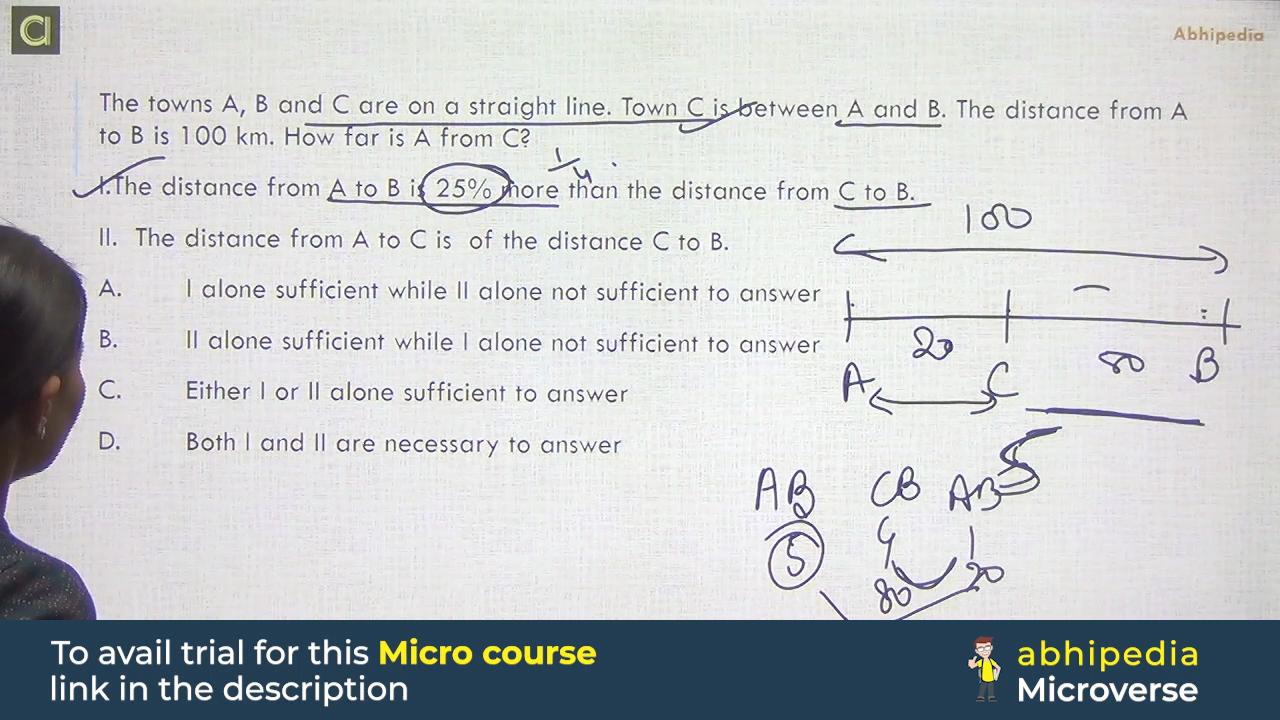 Abhipedia
The towns A, B and C are on a straight line. Town C is between A and B. The distance from A
to B is 100 km. How far is A from C?
1/4
I.The distance from A to B is 25% more than the distance from C to B.
100
II. The distance from A to C is of the distance C to B.
A. I alone sufficient while II alone not sufficient to answer
B. II alone sufficient while I alone not sufficient to answer
20 80
A C B
C. Either I or II alone sufficient to answer
D. Both I and II are necessary to answer
AB CB AB
5 4 1
80 20
To avail trial for this Micro course
link in the description
abhipedia
Microverse